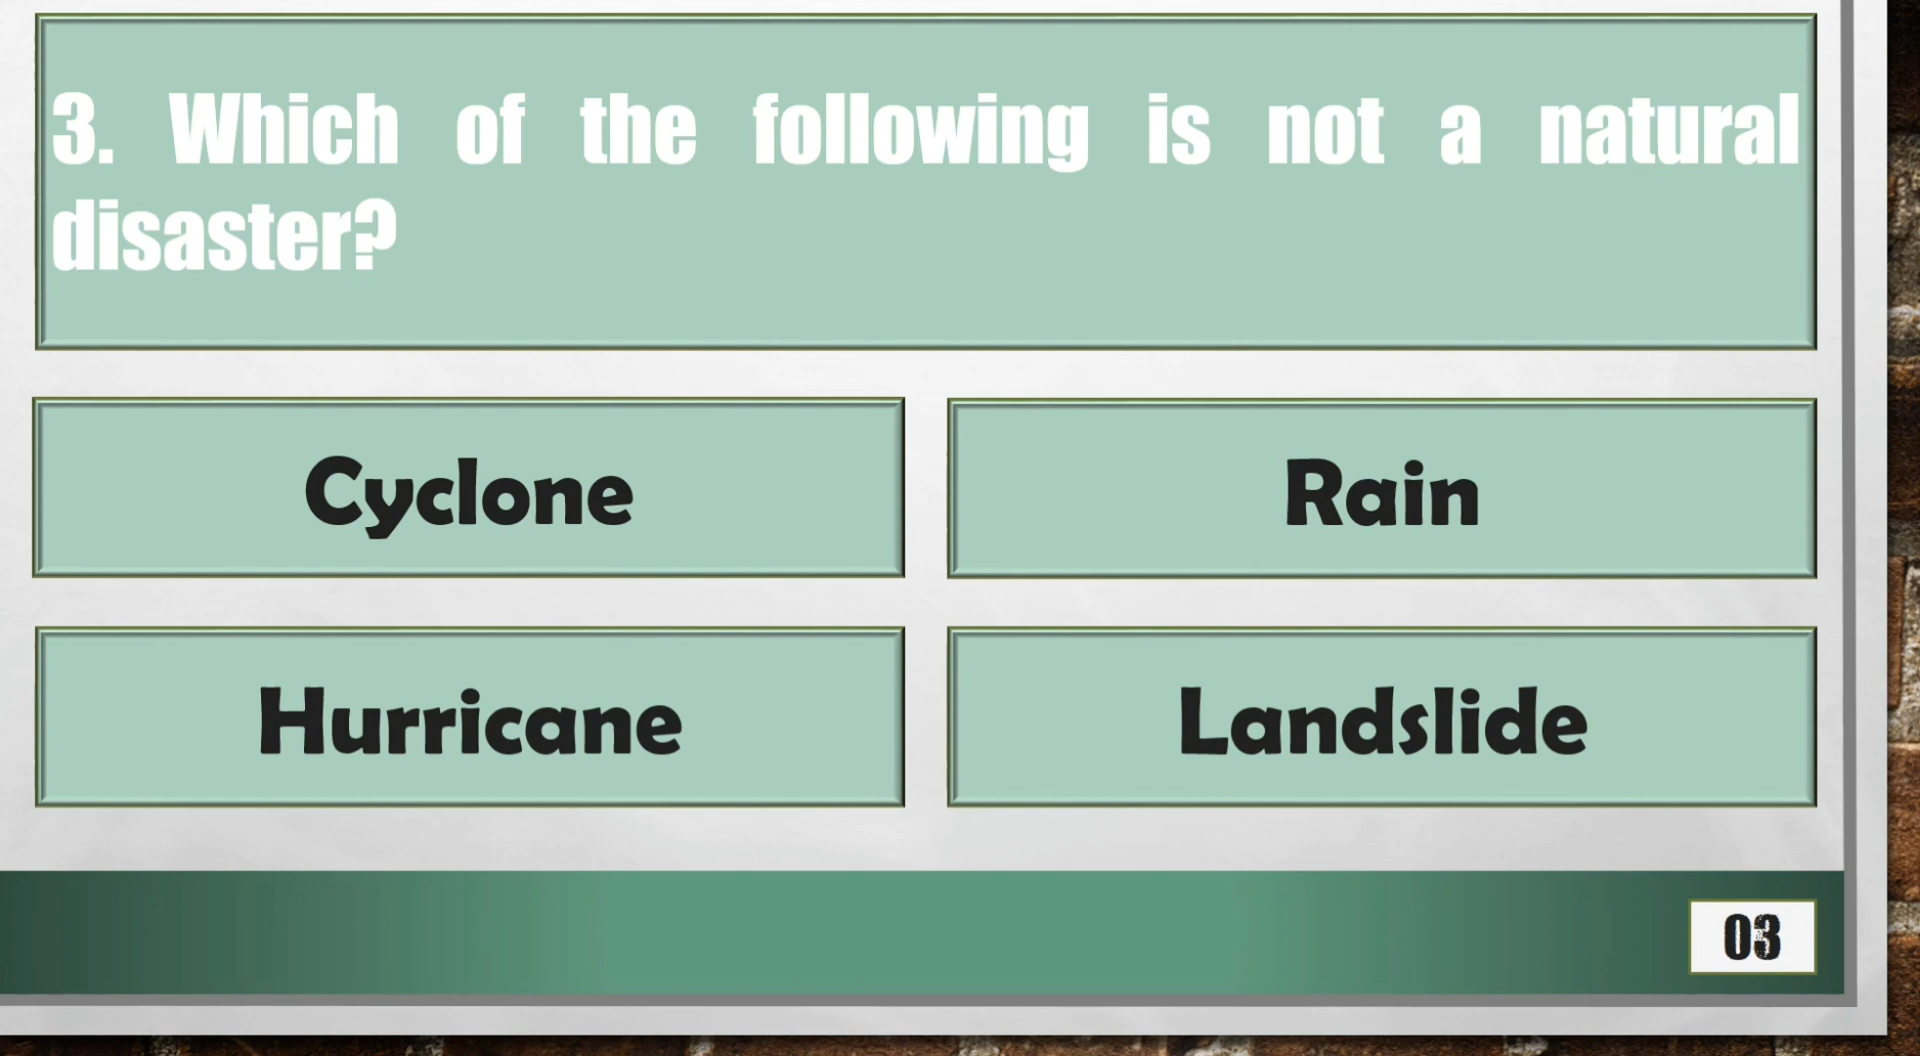 3. Which of the following is not a natural
disaster?
Cyclone
Rain
Hurricane
Landslide
03